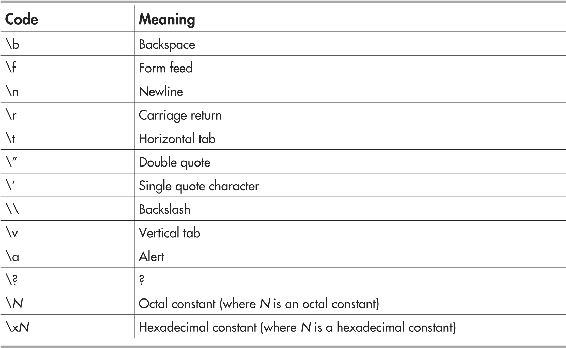 Code Meaning
\b Backspace
\f Form feed
\n Newline
\r Carriage return
\t Horizontal tab
\" Double quote
\' Single quote character
\\ Backslash
\v Vertical tab
\a Alert
\? ?
\N Octal constant (where N is an octal constant)
\xN Hexadecimal constant (where N is a hexadecimal constant)